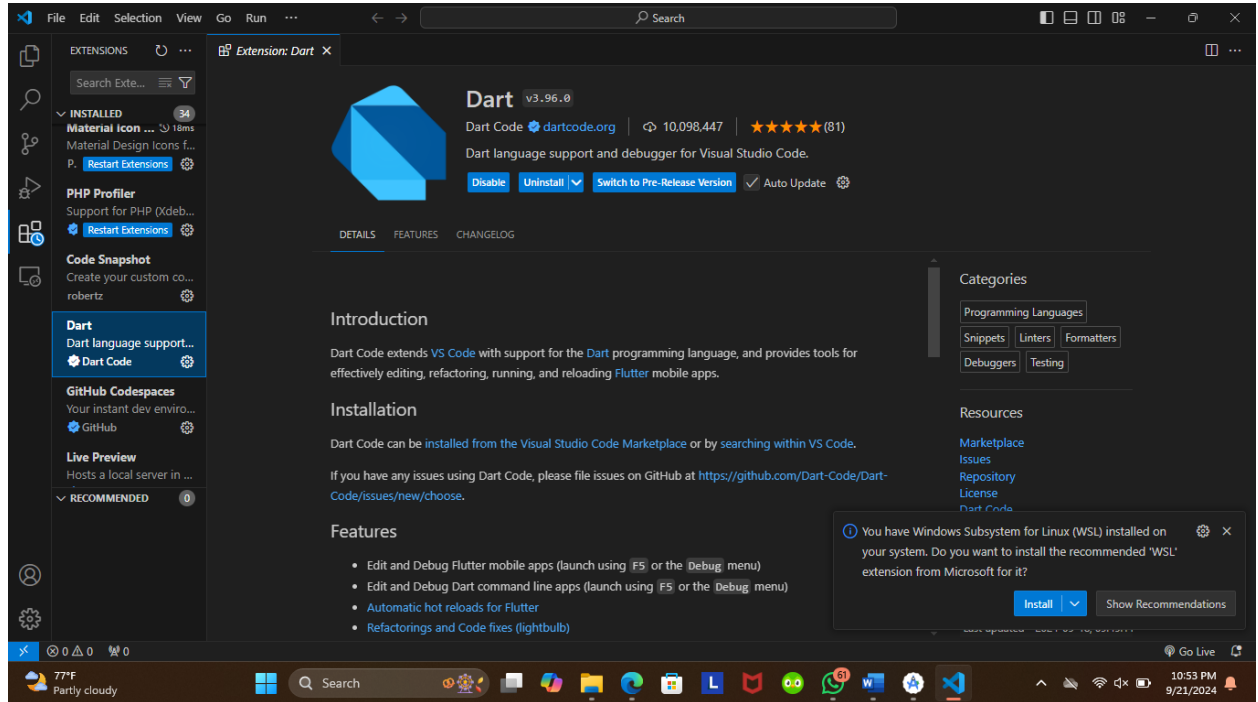 File Edit Selection View Go Run ···
Search
EXTENSIONS
Extension: Dart
Search Exte...
INSTALLED 34
Material Icon ... 18ms
Material Design Icons f...
P. Restart Extensions
PHP Profiler
Support for PHP (Xdeb...
Restart Extensions
Code Snapshot
Create your custom co...
robertz
Dart
Dart language support...
Dart Code
GitHub Codespaces
Your instant dev enviro...
GitHub
Live Preview
Hosts a local server in ...
RECOMMENDED 0
Dart v3.96.0
Dart Code dartcode.org 10,098,447 (81)
Dart language support and debugger for Visual Studio Code.
Disable Uninstall Switch to Pre-Release Version Auto Update
DETAILS FEATURES CHANGELOG
Introduction
Dart Code extends VS Code with support for the Dart programming language, and provides tools for
effectively editing, refactoring, running, and reloading Flutter mobile apps.
Installation
Dart Code can be installed from the Visual Studio Code Marketplace or by searching within VS Code.
If you have any issues using Dart Code, please file issues on GitHub at https://github.com/Dart-Code/Dart-
Code/issues/new/choose.
Features
• Edit and Debug Flutter mobile apps (launch using F5 or the Debug menu)
• Edit and Debug Dart command line apps (launch using F5 or the Debug menu)
• Automatic hot reloads for Flutter
• Refactorings and Code fixes (lightbulb)
Categories
Programming Languages
Snippets Linters Formatters
Debuggers Testing
Resources
Marketplace
Issues
Repository
License
Dart Code
You have Windows Subsystem for Linux (WSL) installed on
your system. Do you want to install the recommended 'WSL'
extension from Microsoft for it?
Install Show Recommendations
0 0 0
Go Live
77°F
Partly cloudy
Search
61
10:53 PM
9/21/2024